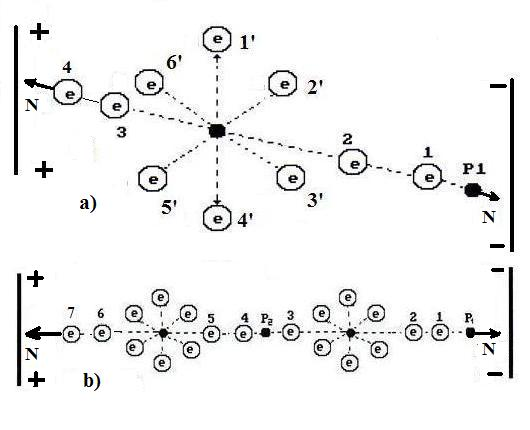 + 1'
4 6' 2' −
e e e e
N 3 e 2 1 P1
e e
+ e e
a) 5' e 4' 3' e N
−
+ −
7 6 e e e 5 4 P₂ 3 e e e 2 1 P₁
e e e e e e e e e
N e e e e e e N
+ b) −